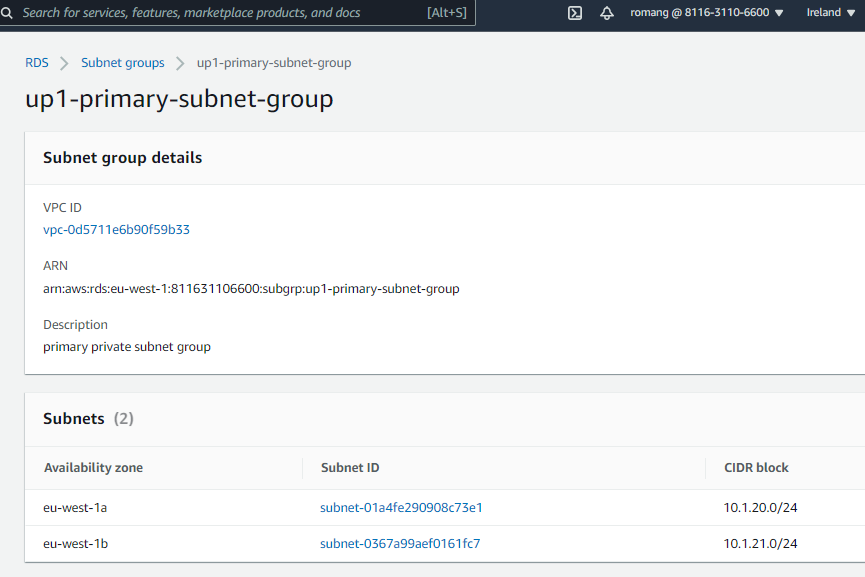 Search for services, features, marketplace products, and docs [Alt+S] romang @ 8116-3110-6600 Ireland
RDS Subnet groups up1-primary-subnet-group
up1-primary-subnet-group
Subnet group details
VPC ID
vpc-0d5711e6b90f59b33
ARN
arn:aws:rds:eu-west-1:811631106600:subgrp:up1-primary-subnet-group
Description
primary private subnet group
Subnets (2)
Availability zone Subnet ID CIDR block
eu-west-1a subnet-01a4fe290908c73e1 10.1.20.0/24
eu-west-1b subnet-0367a99aef0161fc7 10.1.21.0/24